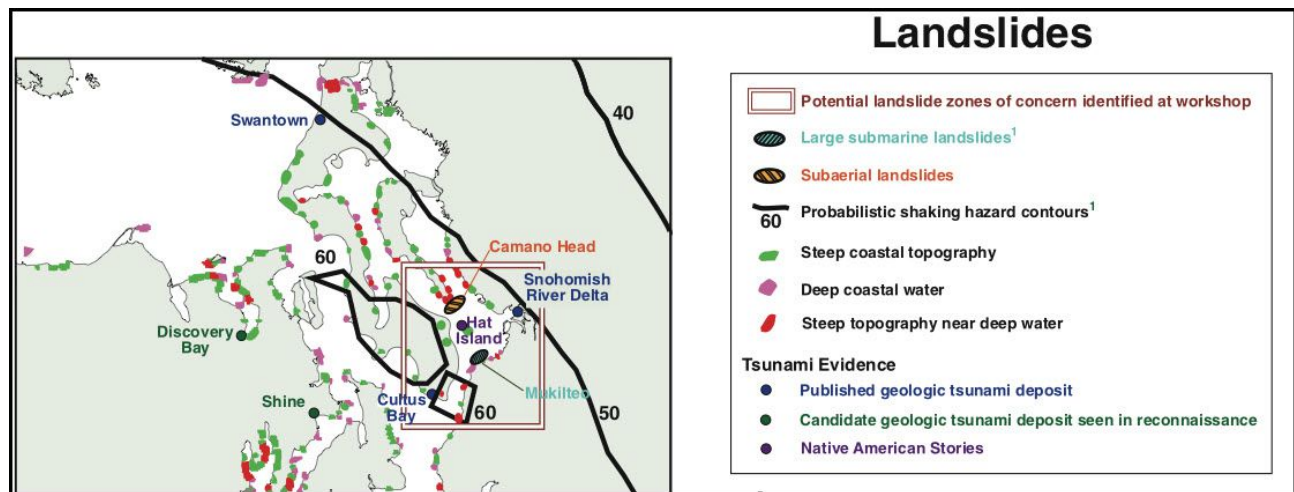 Landslides
Swantown
40
60
Camano Head
Snohomish
River Delta
Hat
Island
Discovery
Bay
Mukilteo
Cultus
Bay
60
50
Shine
Potential landslide zones of concern identified at workshop
Large submarine landslides¹
Subaerial landslides
60
Probabilistic shaking hazard contours¹
Steep coastal topography
Deep coastal water
Steep topography near deep water
Tsunami Evidence
Published geologic tsunami deposit
Candidate geologic tsunami deposit seen in reconnaissance
Native American Stories